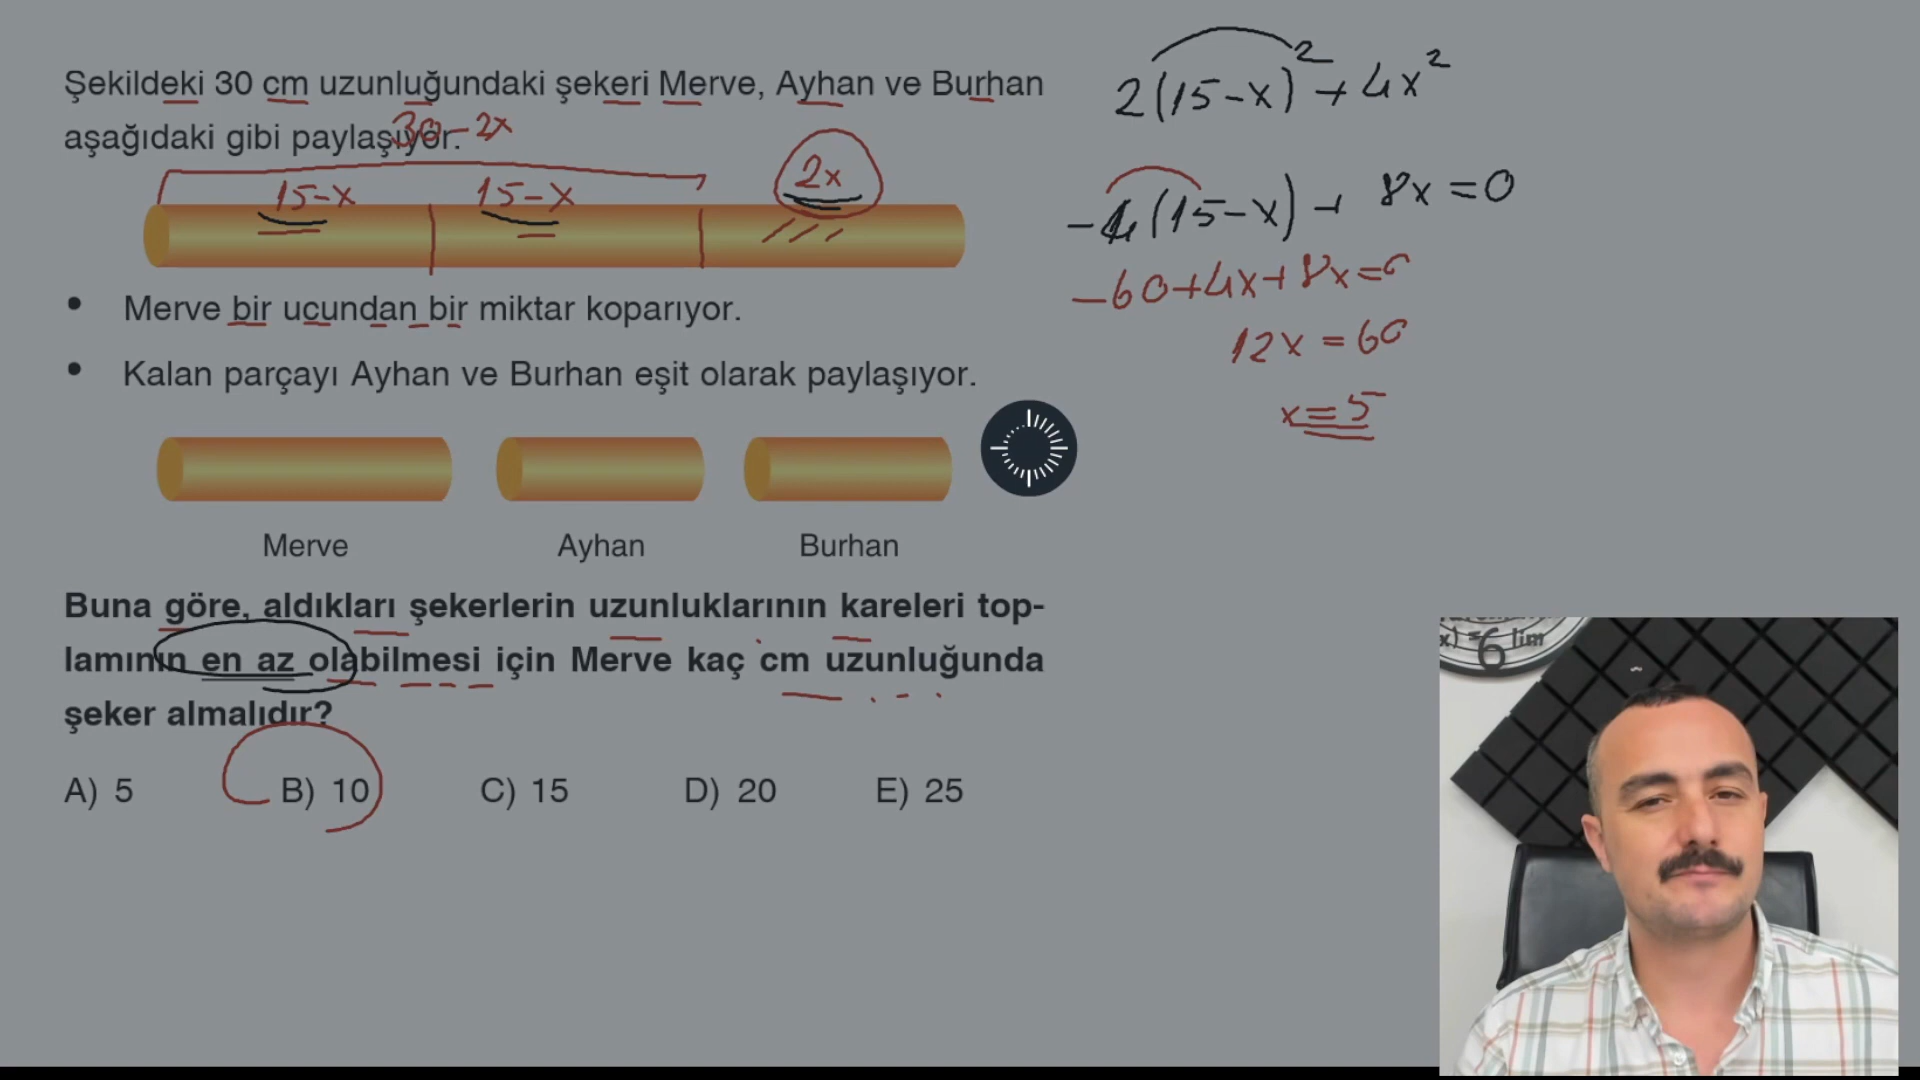 Şekildeki 30 cm uzunluğundaki şekeri Merve, Ayhan ve Burhan
aşağıdaki gibi paylaşıyor.
30-2x
15-x 15-x 2x
• Merve bir ucundan bir miktar koparıyor.
• Kalan parçayı Ayhan ve Burhan eşit olarak paylaşıyor.
Merve Ayhan Burhan
Buna göre, aldıkları şekerlerin uzunluklarının kareleri top-
lamının en az olabilmesi için Merve kaç cm uzunluğunda
şeker almalıdır?
A) 5 B) 10 C) 15 D) 20 E) 25
2(15-x)²+4x²
-4(15-x)+ 8x=0
-60+4x+8x=0
12x=60
x=5
x) = 6 lim